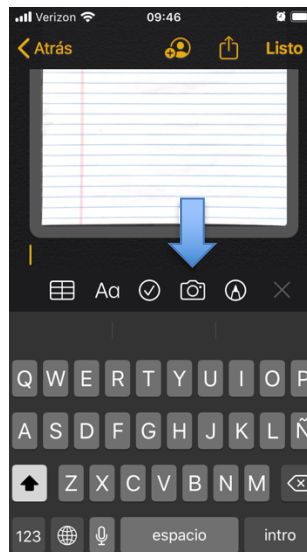 Verizon 09:46
Atrás Listo
Aa
Q W E R T Y U I O P
A S D F G H J K L Ñ
Z X C V B N M
123 espacio intro